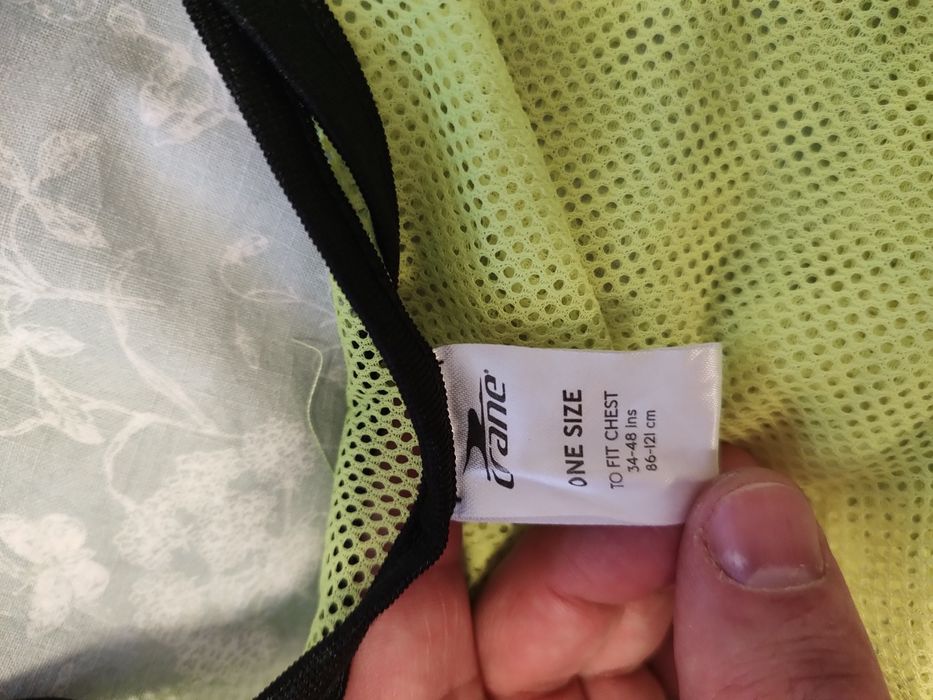 crane®
ONE SIZE
TO FIT CHEST
34-48 Ins
86-121 cm